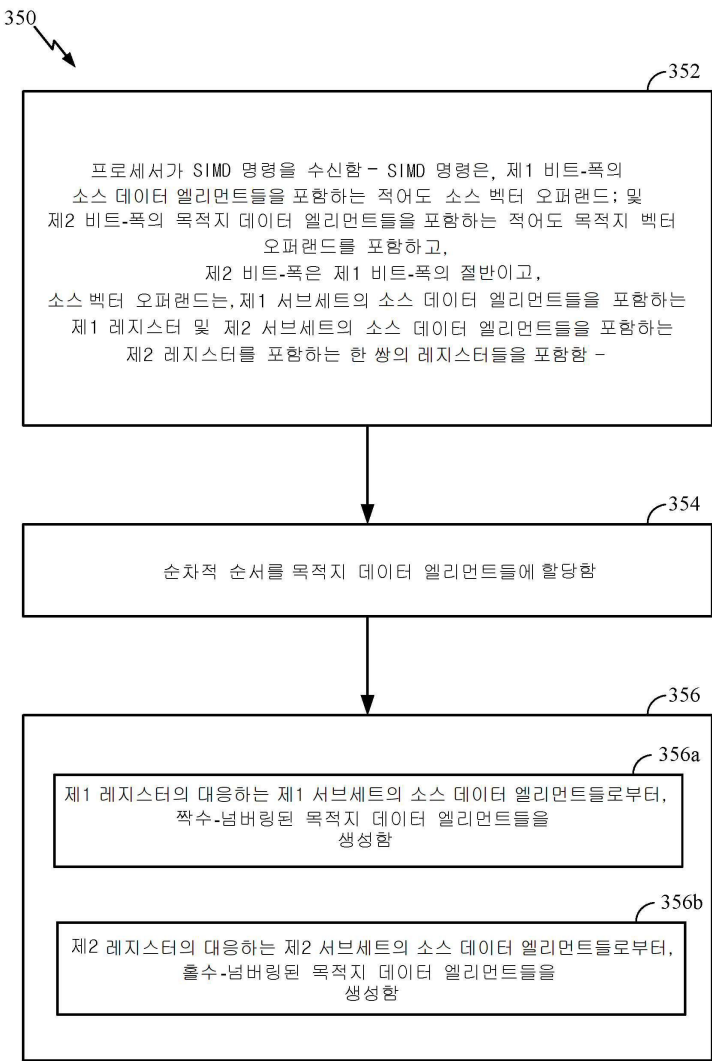 350
352
프로세서가 SIMD 명령을 수신함 – SIMD 명령은, 제1 비트-폭의
소스 데이터 엘리먼트들을 포함하는 적어도 소스 벡터 오퍼랜드; 및
제2 비트-폭의 목적지 데이터 엘리먼트들을 포함하는 적어도 목적지 벡터
오퍼랜드를 포함하고,
제2 비트-폭은 제1 비트-폭의 절반이고,
소스 벡터 오퍼랜드는, 제1 서브세트의 소스 데이터 엘리먼트들을 포함하는
제1 레지스터 및 제2 서브세트의 소스 데이터 엘리먼트들을 포함하는
제2 레지스터를 포함하는 한 쌍의 레지스터들을 포함함 –
354
순차적 순서를 목적지 데이터 엘리먼트들에 할당함
356
356a
제1 레지스터의 대응하는 제1 서브세트의 소스 데이터 엘리먼트들로부터,
짝수-넘버링된 목적지 데이터 엘리먼트들을
생성함
356b
제2 레지스터의 대응하는 제2 서브세트의 소스 데이터 엘리먼트들로부터,
홀수-넘버링된 목적지 데이터 엘리먼트들을
생성함